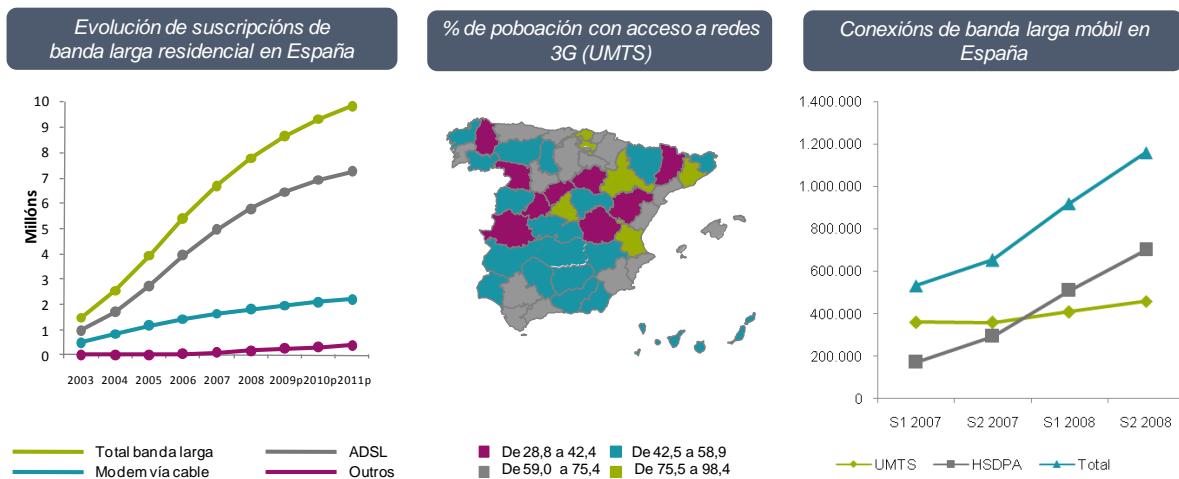 Evolución de suscripcións de
banda larga residencial en España
% de poboación con acceso a redes
3G (UMTS)
Conexións de banda larga móbil en
España
Millóns
10
9
8
7
6
5
4
3
2
1
0
2003 2004 2005 2006 2007 2008 2009p 2010p 2011p
Total banda larga
ADSL
Modem vía cable
Outros
De 28,8 a 42,4
De 42,5 a 58,9
De 59,0 a 75,4
De 75,5 a 98,4
1.400.000
1.200.000
1.000.000
800.000
600.000
400.000
200.000
0
S1 2007 S2 2007 S1 2008 S2 2008
UMTS HSDPA Total